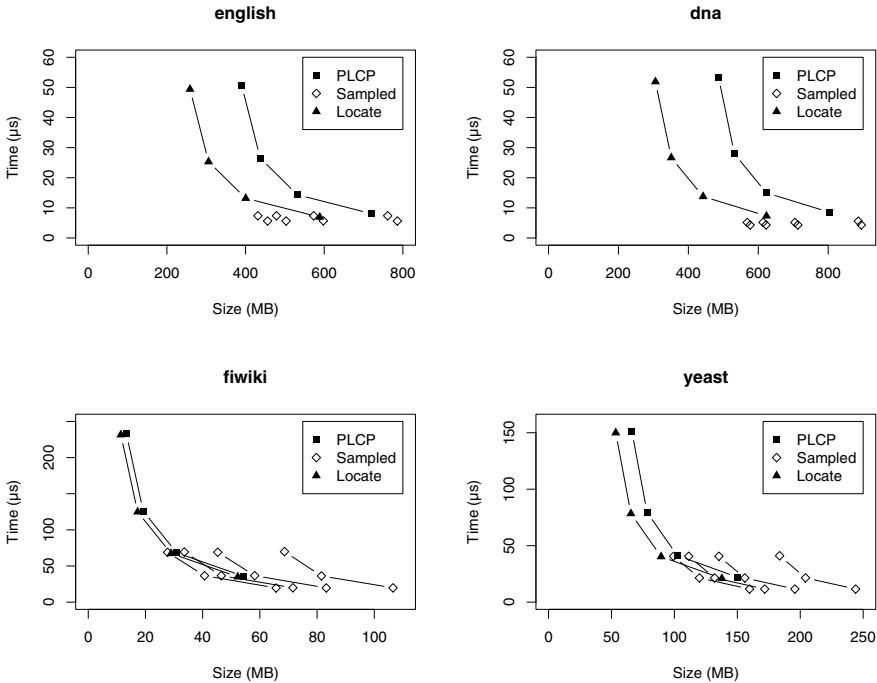 english
Time (µs)
0 10 20 30 40 50 60
PLCP
Sampled
Locate
0 200 400 600 800
Size (MB)
dna
Time (µs)
0 10 20 30 40 50 60
PLCP
Sampled
Locate
0 200 400 600 800
Size (MB)
fiwiki
Time (µs)
0 50 100 200
PLCP
Sampled
Locate
0 20 40 60 80 100
Size (MB)
yeast
Time (µs)
0 50 100 150
PLCP
Sampled
Locate
0 50 100 150 200 250
Size (MB)